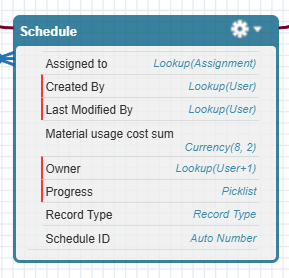 Schedule
Assigned to Lookup(Assignment)
Created By Lookup(User)
Last Modified By Lookup(User)
Material usage cost sum
Currency(8, 2)
Owner Lookup(User+1)
Progress Picklist
Record Type Record Type
Schedule ID Auto Number